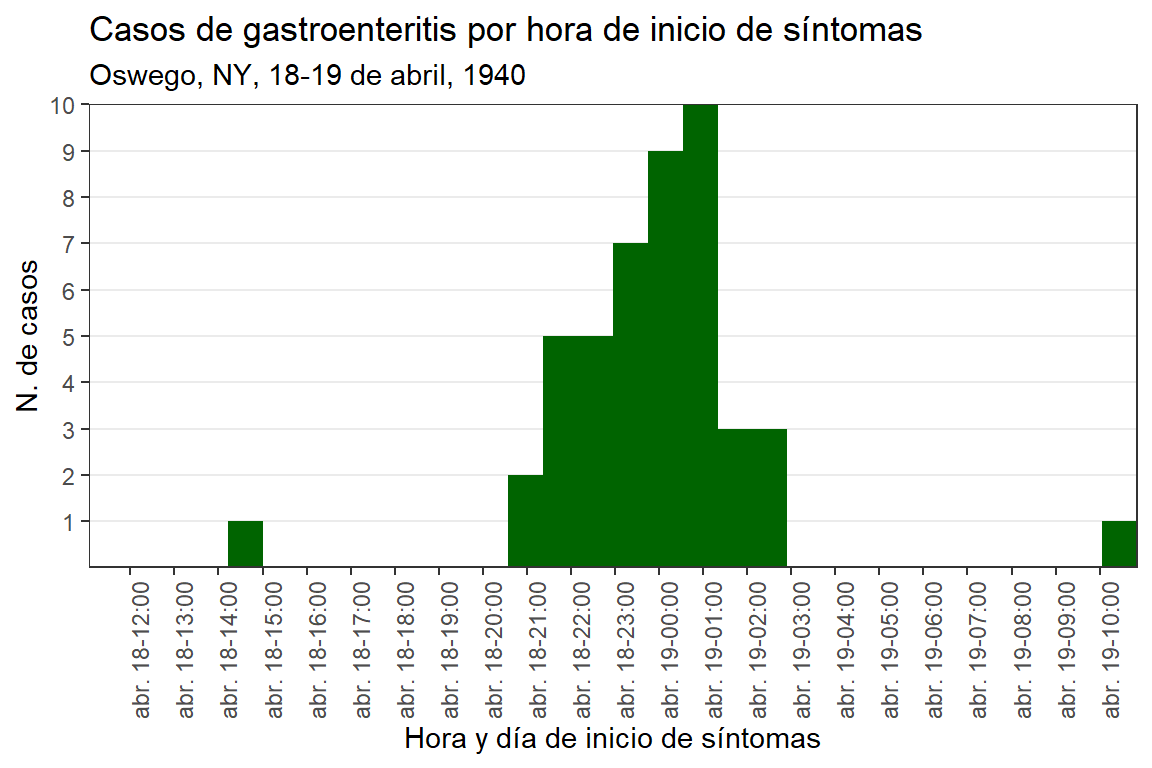 Casos de gastroenteritis por hora de inicio de síntomas
Oswego, NY, 18-19 de abril, 1940
N. de casos
10
9
8
7
6
5
4
3
2
1
abr. 18-12:00
abr. 18-13:00
abr. 18-14:00
abr. 18-15:00
abr. 18-16:00
abr. 18-17:00
abr. 18-18:00
abr. 18-19:00
abr. 18-20:00
abr. 18-21:00
abr. 18-22:00
abr. 18-23:00
abr. 19-00:00
abr. 19-01:00
abr. 19-02:00
abr. 19-03:00
abr. 19-04:00
abr. 19-05:00
abr. 19-06:00
abr. 19-07:00
abr. 19-08:00
abr. 19-09:00
abr. 19-10:00
Hora y día de inicio de síntomas